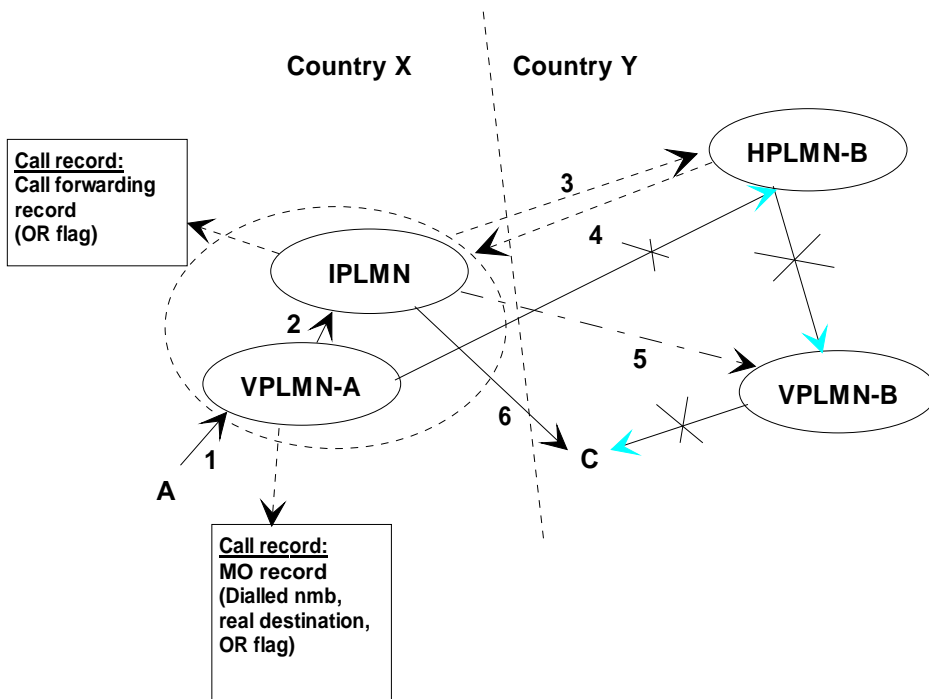 Country X
Country Y
Call record:
Call forwarding
record
(OR flag)
HPLMN-B
3
4
IPLMN
2
VPLMN-A
5
VPLMN-B
6
1
C
A
Call record:
MO record
(Dialled nmb,
real destination,
OR flag)